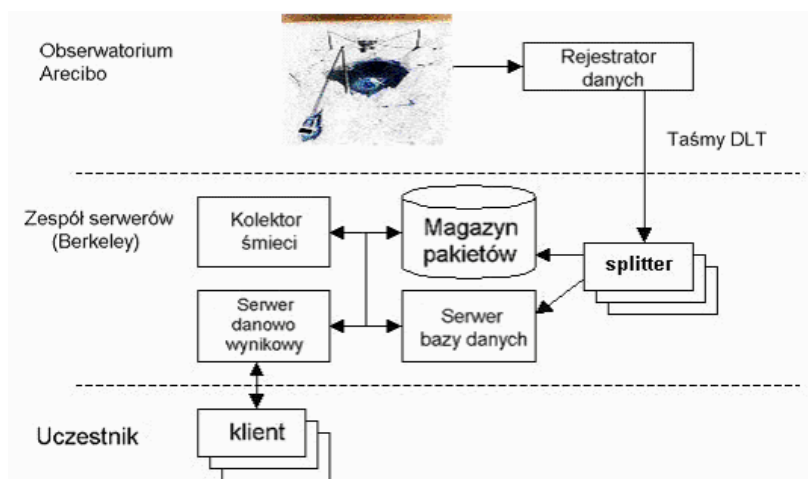 Obserwatorium
Arecibo
Rejestrator
danych
Taśmy DLT
Zespół serwerów
(Berkeley)
Kolektor
śmieci
Magazyn
pakietów
splitter
Serwer
danowo
wynikowy
Serwer
bazy danych
Uczestnik
klient